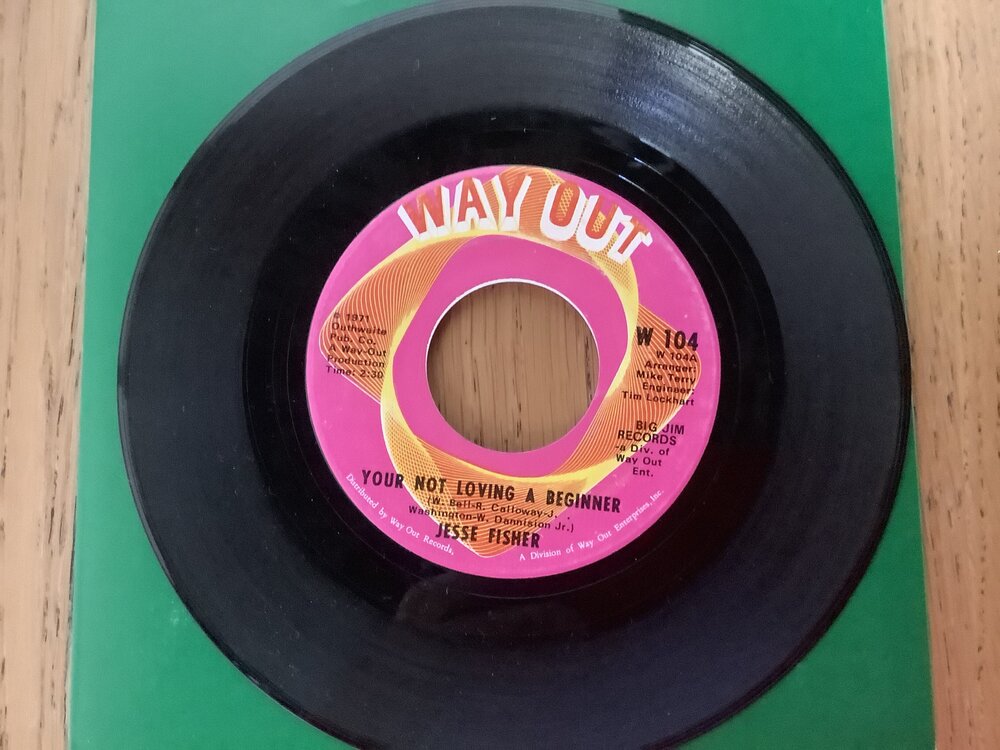 WAY OUT
℗ 1971
Outhwaite
Pub. Co.
A Way-Out
Production
Time: 2:30
W 104
W 104A
Arranger:
Mike Terry
Engineer:
Tim Lockhart
BIG JIM
RECORDS
-a Div. of
Way Out
Ent.
YOUR NOT LOVING A BEGINNER
(W. Bell-R. Calloway-J.
Washington-W. Dannision Jr.)
JESSE FISHER
Distributed by Way Out Records, A Division of Way Out Enterprises, Inc.